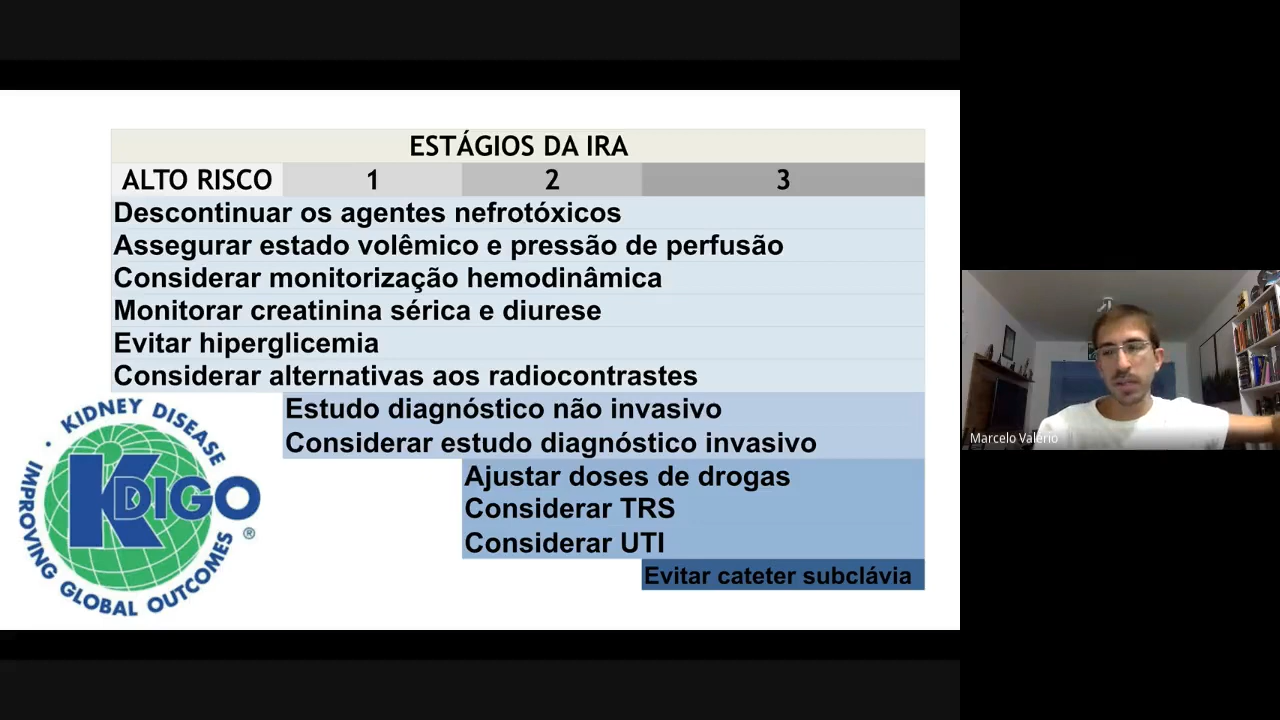 ESTÁGIOS DA IRA
ALTO RISCO 1 2 3
Descontinuar os agentes nefrotóxicos
Assegurar estado volêmico e pressão de perfusão
Considerar monitorização hemodinâmica
Monitorar creatinina sérica e diurese
Evitar hiperglicemia
Considerar alternativas aos radiocontrastes
Estudo diagnóstico não invasivo
Considerar estudo diagnóstico invasivo
Ajustar doses de drogas
Considerar TRS
Considerar UTI
Evitar cateter subclávia
· KIDNEY DISEASE
KDIGO
®
IMPROVING GLOBAL OUTCOMES
Marcelo Valério